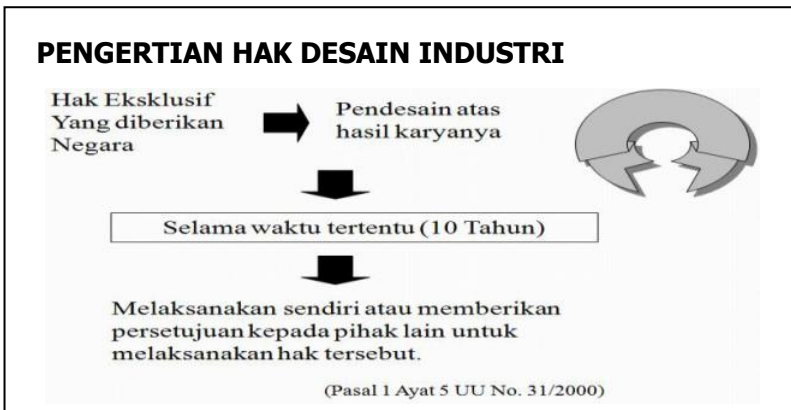 PENGERTIAN HAK DESAIN INDUSTRI
Hak Eksklusif
Yang diberikan
Negara
Pendesain atas
hasil karyanya
Selama waktu tertentu (10 Tahun)
Melaksanakan sendiri atau memberikan
persetujuan kepada pihak lain untuk
melaksanakan hak tersebut.
(Pasal 1 Ayat 5 UU No. 31/2000)